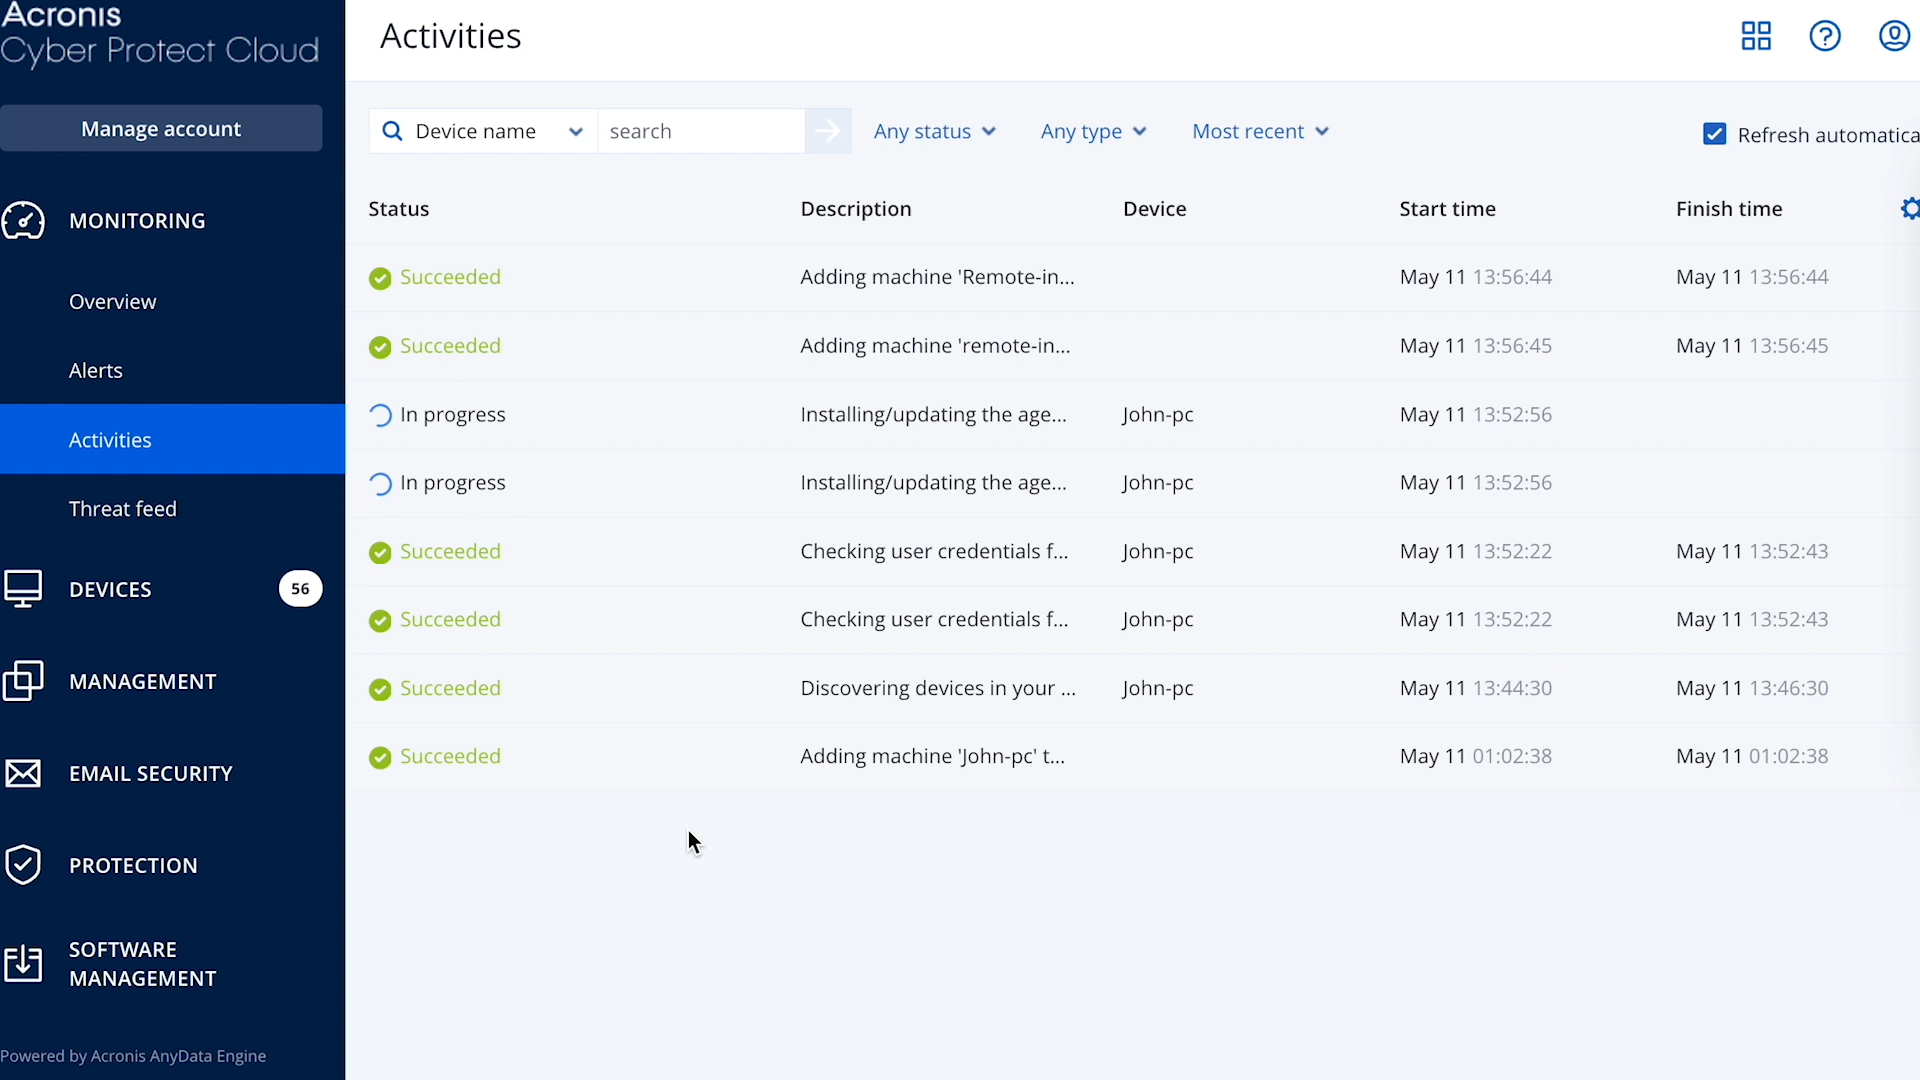 Acronis
Cyber Protect Cloud
Manage account
MONITORING
Overview
Alerts
Activities
Threat feed
DEVICES 56
MANAGEMENT
EMAIL SECURITY
PROTECTION
SOFTWARE
MANAGEMENT
Powered by Acronis AnyData Engine
Activities
Device name search Any status Any type Most recent Refresh automatica
Status Description Device Start time Finish time
Succeeded Adding machine 'Remote-in... May 11 13:56:44 May 11 13:56:44
Succeeded Adding machine 'remote-in... May 11 13:56:45 May 11 13:56:45
In progress Installing/updating the age... John-pc May 11 13:52:56
In progress Installing/updating the age... John-pc May 11 13:52:56
Succeeded Checking user credentials f... John-pc May 11 13:52:22 May 11 13:52:43
Succeeded Checking user credentials f... John-pc May 11 13:52:22 May 11 13:52:43
Succeeded Discovering devices in your ... John-pc May 11 13:44:30 May 11 13:46:30
Succeeded Adding machine 'John-pc' t... May 11 01:02:38 May 11 01:02:38